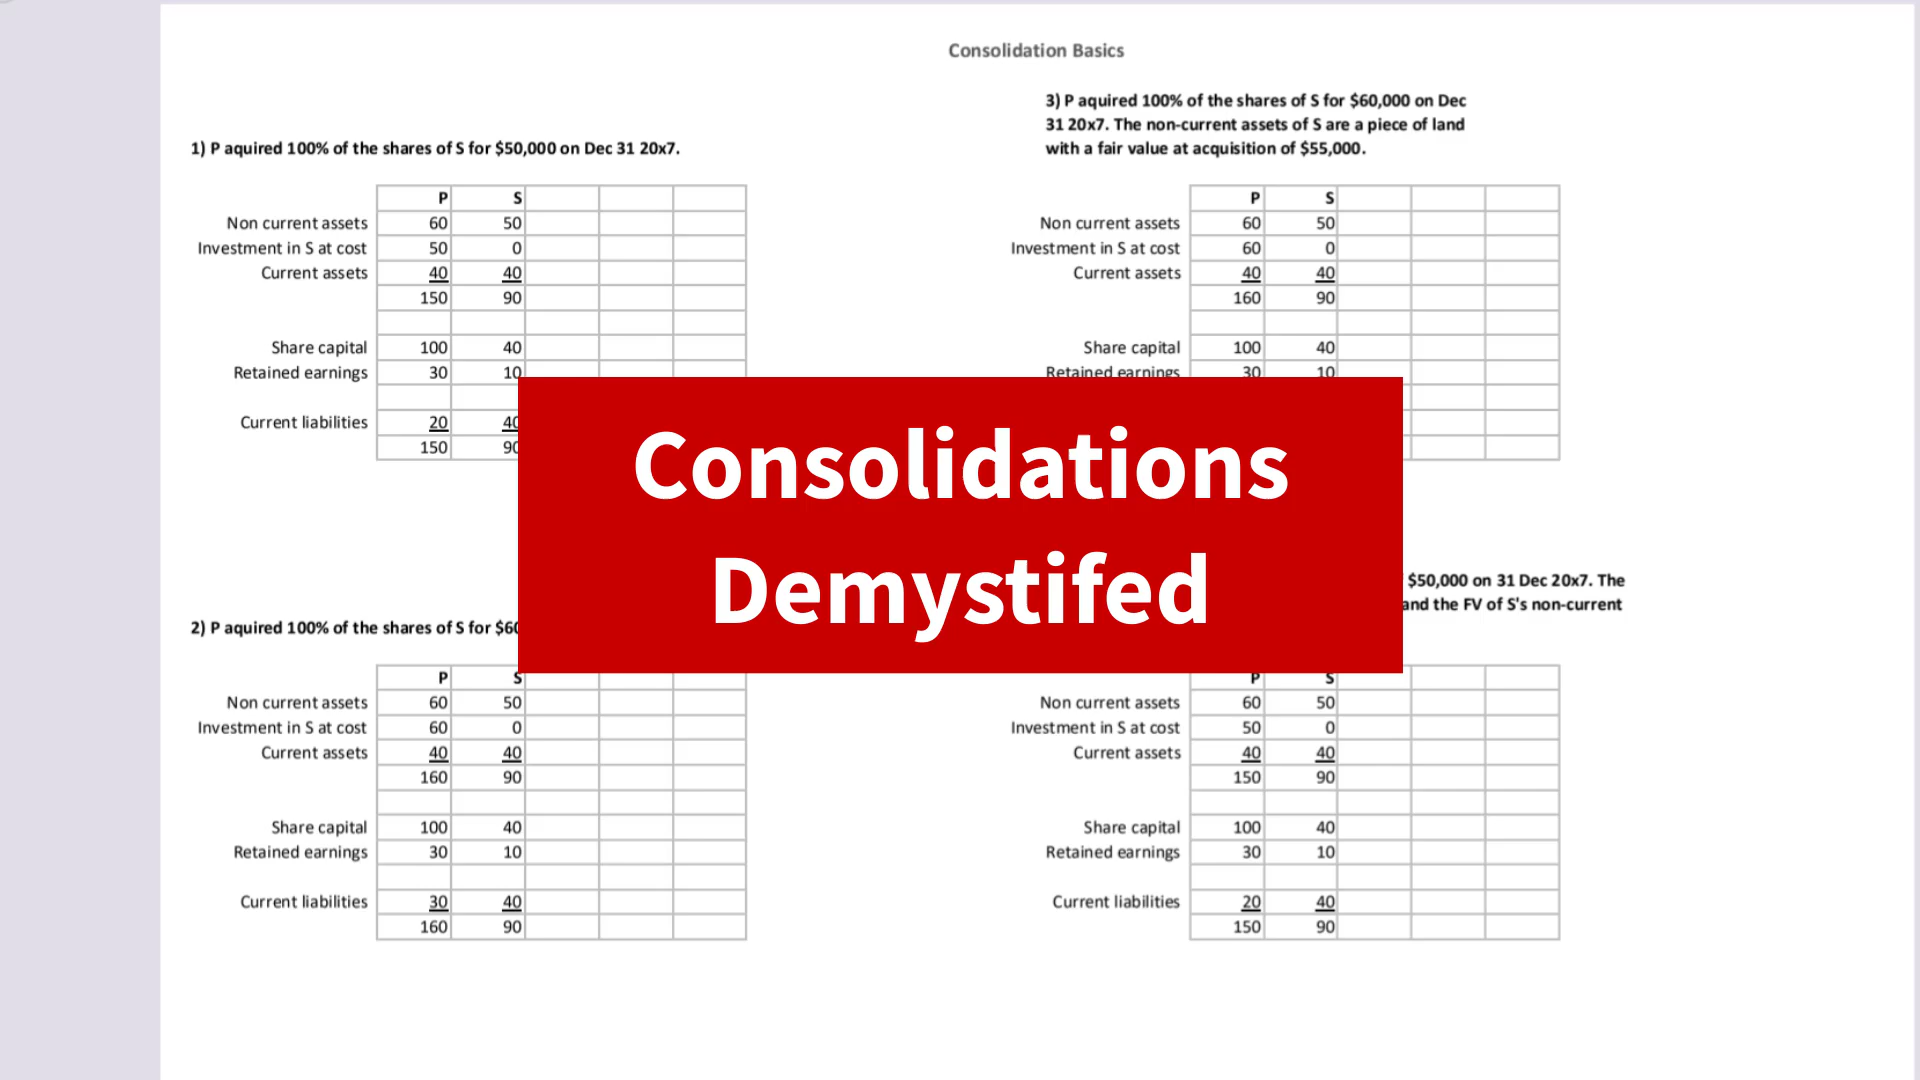 Consolidation Basics
1) P aquired 100% of the shares of S for $50,000 on Dec 31 20x7.
P S
Non current assets 60 50
Investment in S at cost 50 0
Current assets 40 40
150 90
Share capital 100 40
Retained earnings 30 10
Current liabilities 20 40
150 90
3) P aquired 100% of the shares of S for $60,000 on Dec
31 20x7. The non-current assets of S are a piece of land
with a fair value at acquisition of $55,000.
P S
Non current assets 60 50
Investment in S at cost 60 0
Current assets 40 40
160 90
Share capital 100 40
Retained earnings 30 10
Consolidations
Demystifed
2) P aquired 100% of the shares of S for $60
P S
Non current assets 60 50
Investment in S at cost 60 0
Current assets 40 40
160 90
Share capital 100 40
Retained earnings 30 10
Current liabilities 30 40
160 90
$50,000 on 31 Dec 20x7. The
and the FV of S's non-current
P S
Non current assets 60 50
Investment in S at cost 50 0
Current assets 40 40
150 90
Share capital 100 40
Retained earnings 30 10
Current liabilities 20 40
150 90